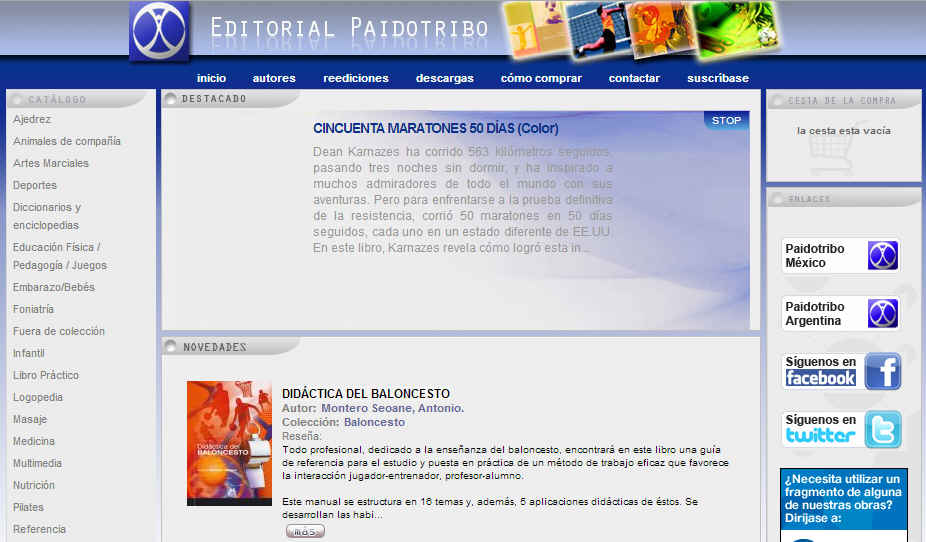 EDITORIAL PAIDOTRIBO
inicio autores reediciones descargas cómo comprar contactar suscribase
CATÁLOGO
Ajedrez
Animales de compañía
Artes Marciales
Deportes
Diccionarios y
enciclopedias
Educación Física /
Pedagogía / Juegos
Embarazo/Bebés
Foniatría
Fuera de colección
Infantil
Libro Práctico
Logopedia
Masaje
Medicina
Multimedia
Nutrición
Pilates
Referencia
DESTACADO
STOP
CINCUENTA MARATONES 50 DÍAS (Color)
Dean Karnazes ha corrido 563 kilómetros seguidos,
pasando tres noches sin dormir, y ha inspirado a
muchos admiradores de todo el mundo con sus
aventuras. Pero para enfrentarse a la prueba definitiva
de la resistencia, corrió 50 maratones en 50 días
seguidos, cada uno en un estado diferente de EE.UU.
En este libro, Karnazes revela cómo logró esta in...
NOVEDADES
Didáctica del
BALONCESTO
DIDÁCTICA DEL BALONCESTO
Autor: Montero Seoane, Antonio.
Colección: Baloncesto
Reseña:
Todo profesional, dedicado a la enseñanza del baloncesto, encontrará en este libro una guía
de referencia para el estudio y puesta en práctica de un método de trabajo eficaz que favorece
la interacción jugador-entrenador, profesor-alumno.
Este manual se estructura en 16 temas y, además, 5 aplicaciones didácticas de éstos. Se
desarrollan las habi...
más
CESTA DE LA COMPRA
la cesta esta vacía
ENLACES
Paidotribo
México
Paidotribo
Argentina
Síguenos en
facebook
Síguenos en
twitter
¿Necesita utilizar un
fragmento de alguna
de nuestras obras?
Diríjase a: